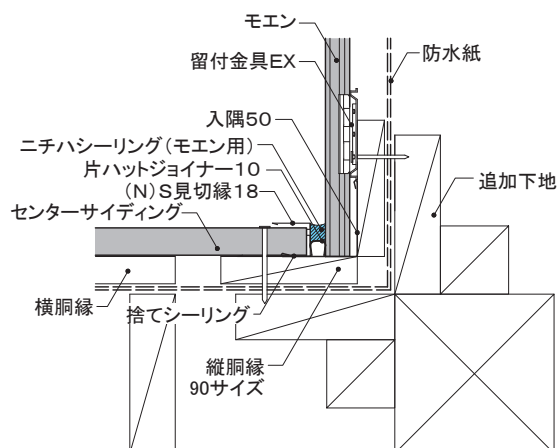 モエン
防水紙
留付金具EX
入隅50
ニチハシーリング(モエン用)
片ハットジョイナー10
追加下地
(N)S見切縁18
センターサイディング
横胴縁
捨てシーリング
縦胴縁
90サイズ